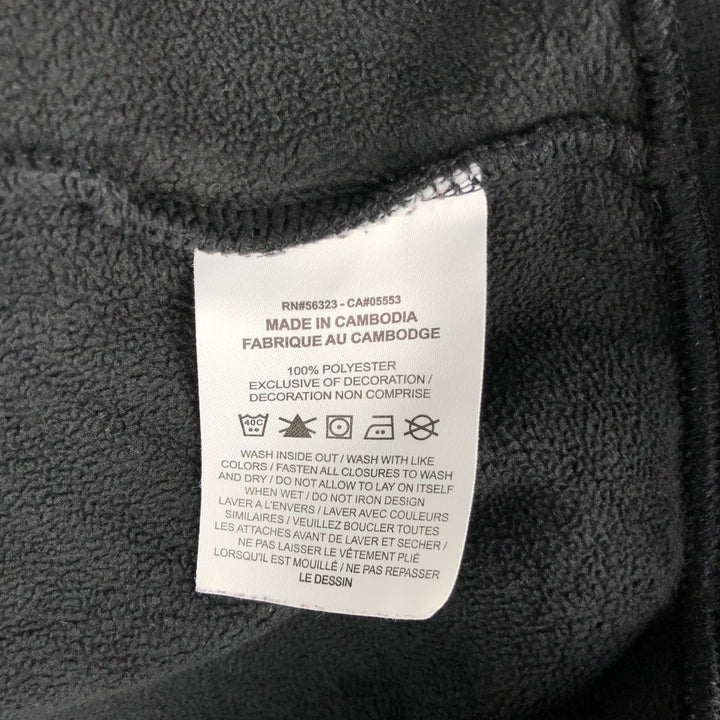 RN#56323 - CA#05553
MADE IN CAMBODIA
FABRIQUE AU CAMBODGE
100% POLYESTER
EXCLUSIVE OF DECORATION /
DECORATION NON COMPRISE
40C
WASH INSIDE OUT / WASH WITH LIKE
COLORS / FASTEN ALL CLOSURES TO WASH
AND DRY / DO NOT ALLOW TO LAY ON ITSELF
WHEN WET / DO NOT IRON DESIGN
LAVER A L'ENVERS / LAVER AVEC COULEURS
SIMILAIRES / VEUILLEZ BOUCLER TOUTES
LES ATTACHES AVANT DE LAVER ET SECHER /
NE PAS LAISSER LE VÊTEMENT PLIÉ
LORSQU'IL EST MOUILLÉ / NE PAS REPASSER
LE DESSIN